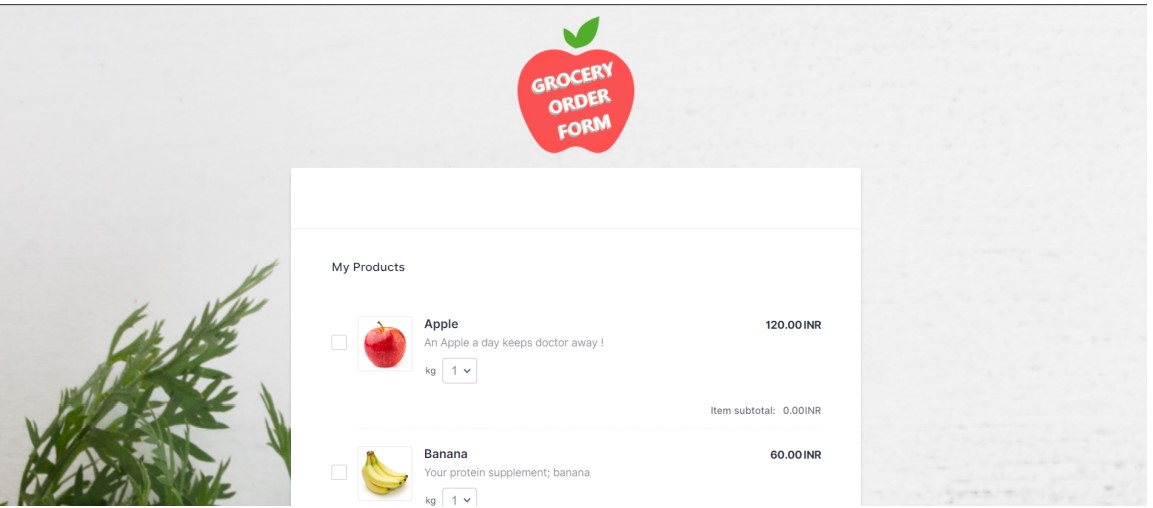 GROCERY
ORDER
FORM
My Products
Apple
120.00 INR
An Apple a day keeps doctor away !
kg 1
Item subtotal: 0.00INR
Banana
60.00 INR
Your protein supplement; banana
kg 1